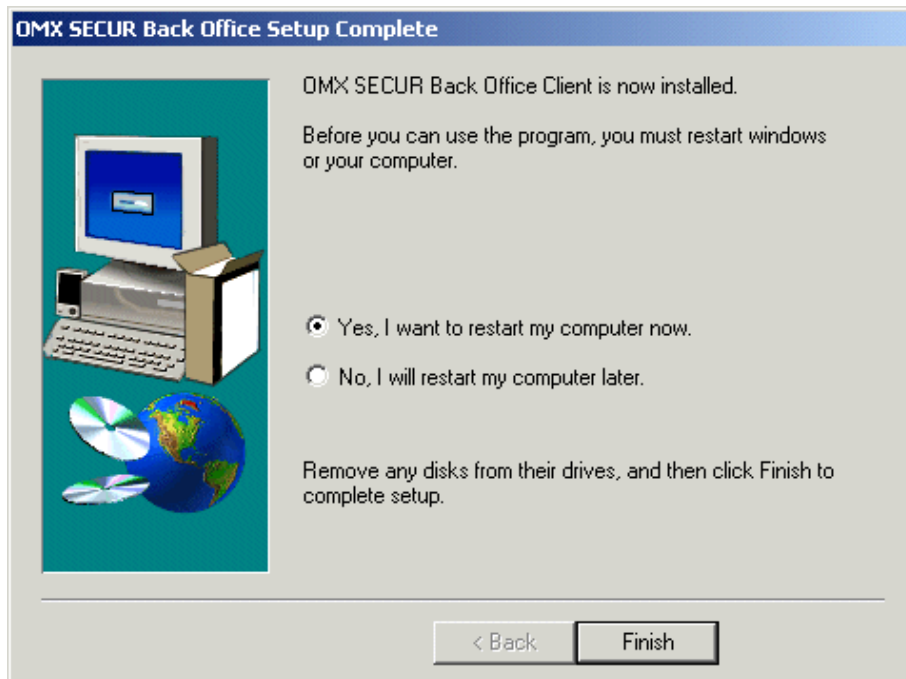 OMX SECUR Back Office Setup Complete
OMX SECUR Back Office Client is now installed.
Before you can use the program, you must restart windows
or your computer.
Yes, I want to restart my computer now.
No, I will restart my computer later.
Remove any disks from their drives, and then click Finish to
complete setup.
< Back
Finish